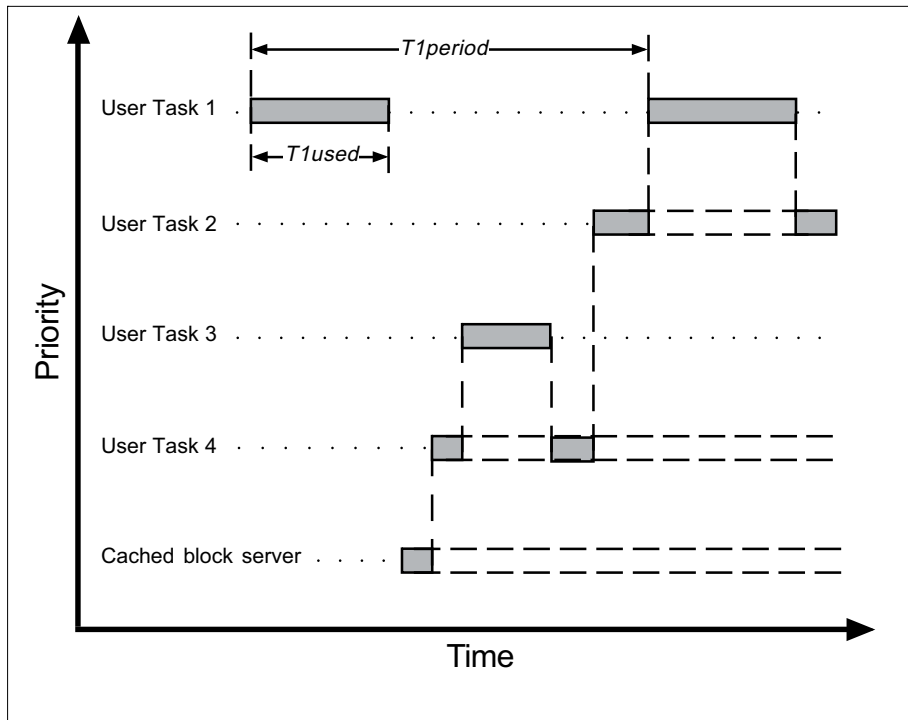 T1period
User Task 1
T1used
User Task 2
User Task 3
User Task 4
Cached block server
Priority
Time